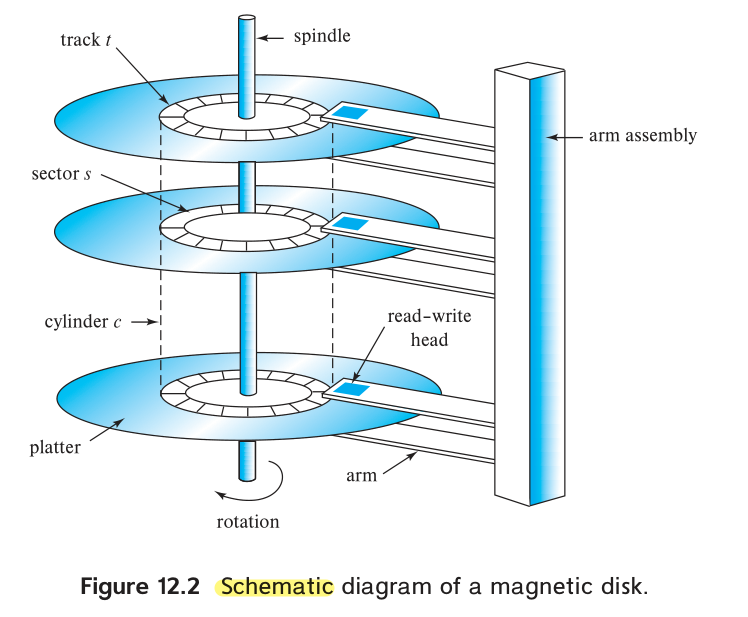 spindle
track t
arm assembly
sector s
read-write
head
cylinder c
platter
arm
rotation
Figure 12.2 Schematic diagram of a magnetic disk.